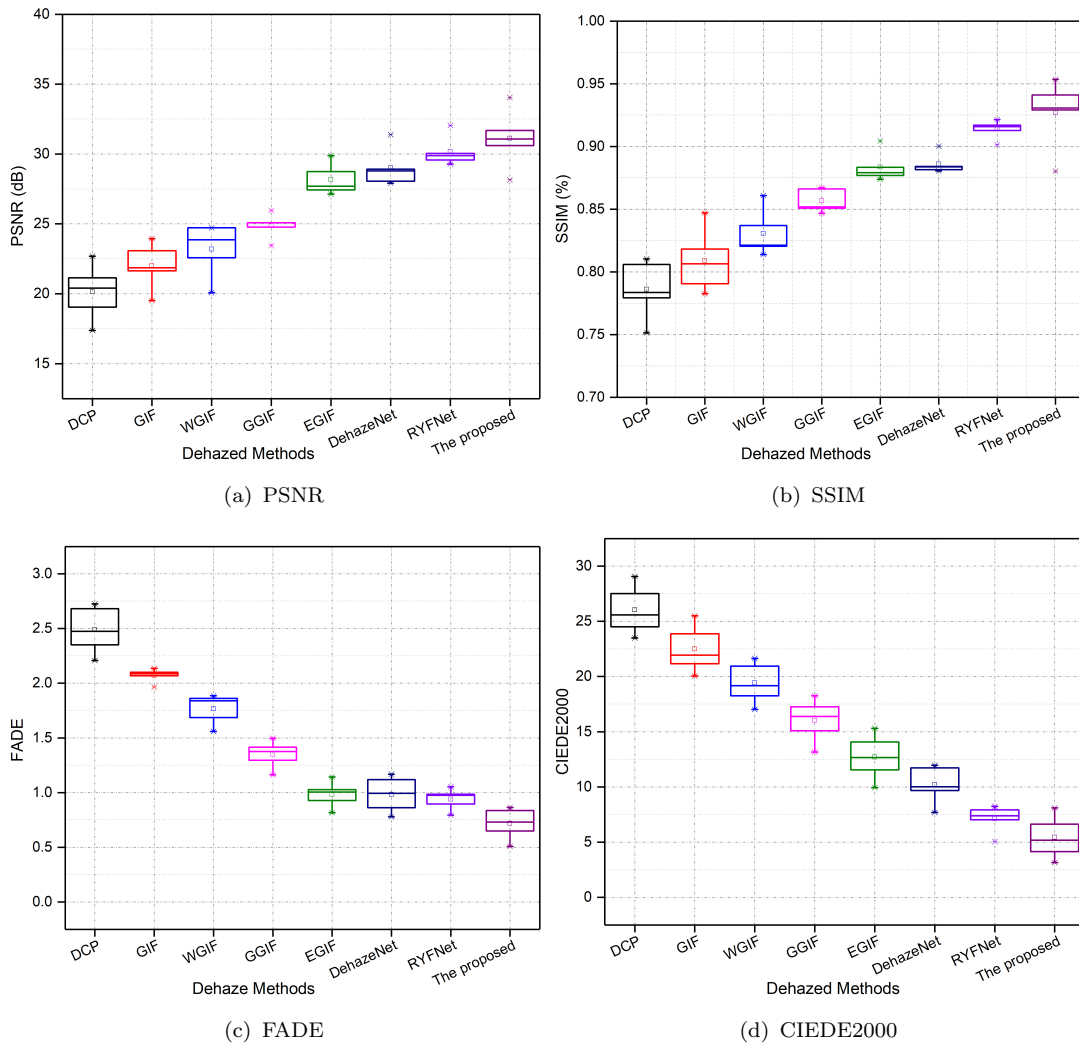 40
35
30
25
20
15
PSNR (dB)
DCP
GIF
WGIF
GGIF
EGIF
DehazeNet
RYFNet
The proposed
Dehazed Methods
(a) PSNR
1.00
0.95
0.90
0.85
0.80
0.75
0.70
SSIM (%)
DCP
GIF
WGIF
GGIF
EGIF
DehazeNet
RYFNet
The proposed
Dehazed Methods
(b) SSIM
3.0
2.5
2.0
1.5
1.0
0.5
0.0
FADE
DCP
GIF
WGIF
GGIF
EGIF
DehazeNet
RYFNet
The proposed
Dehaze Methods
(c) FADE
30
25
20
15
10
5
0
CIEDE2000
DCP
GIF
WGIF
GGIF
EGIF
DehazeNet
RYFNet
The proposed
Dehazed Methods
(d) CIEDE2000